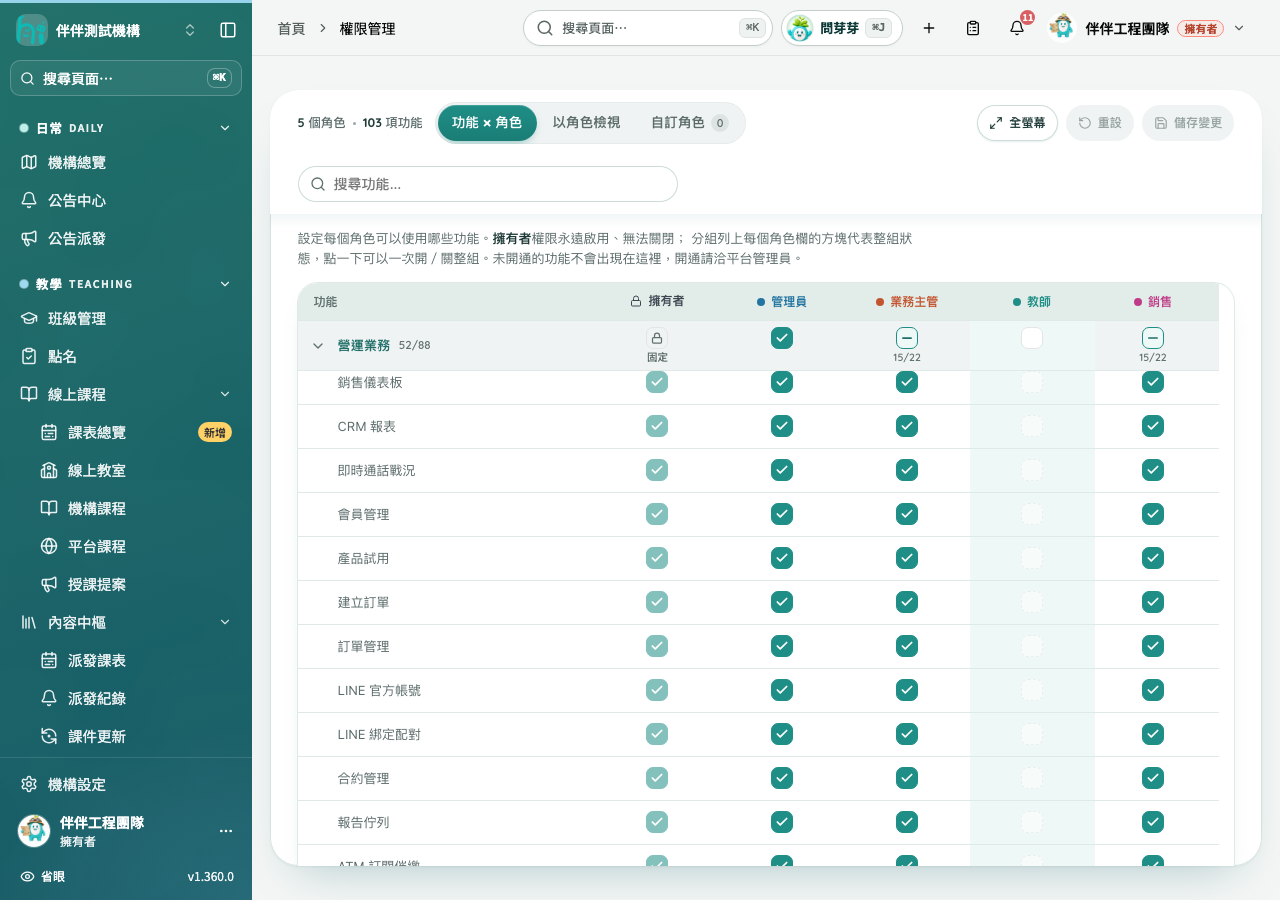 伴伴測試機構
搜尋頁面… ⌘K
日常 DAILY
機構總覽
公告中心
公告派發
教學 TEACHING
班級管理
點名
線上課程
課表總覽 新增
線上教室
機構課程
平台課程
授課提案
內容中樞
派發課表
派發紀錄
課件更新
機構設定
伴伴工程團隊
擁有者
省眼 v1.360.0
首頁 權限管理
搜尋頁面… ⌘K 問芽芽 ⌘J 11 伴伴工程團隊 擁有者
5 個角色 • 103 項功能 功能 × 角色 以角色檢視 自訂角色 0 全螢幕 重設 儲存變更
搜尋功能...
設定每個角色可以使用哪些功能。擁有者權限永遠啟用、無法關閉； 分組列上每個角色欄的方塊代表整組狀
態，點一下可以一次開 / 關整組。未開通的功能不會出現在這裡，開通請洽平台管理員。
功能 擁有者 管理員 業務主管 教師 銷售
營運業務 52/88 固定 15/22 15/22
銷售儀表板
CRM 報表
即時通話戰況
會員管理
產品試用
建立訂單
訂單管理
LINE 官方帳號
LINE 綁定配對
合約管理
報告佇列